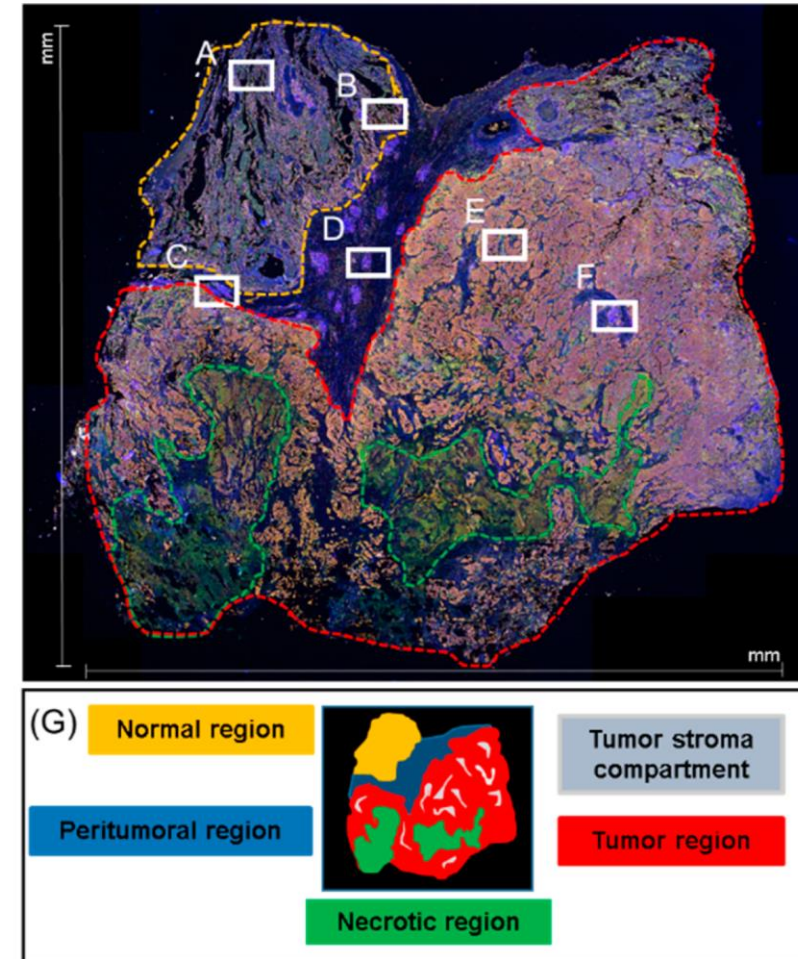 mm
A
B
D
C
E
F
mm
(G)
Normal region
Tumor stroma
compartment
Peritumoral region
Tumor region
Necrotic region